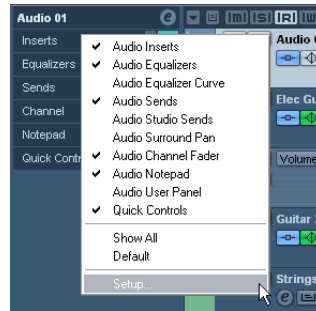 Audio 01
Inserts
Equalizers
Sends
Channel
Notepad
Quick Contr
Audio Inserts
Audio Equalizers
Audio Equalizer Curve
Audio Sends
Audio Studio Sends
Audio Surround Pan
Audio Channel Fader
Audio Notepad
Audio User Panel
Quick Controls
Show All
Default
Setup...
m S R
Audio
Elec Gu
Volume
Guitar
Strings